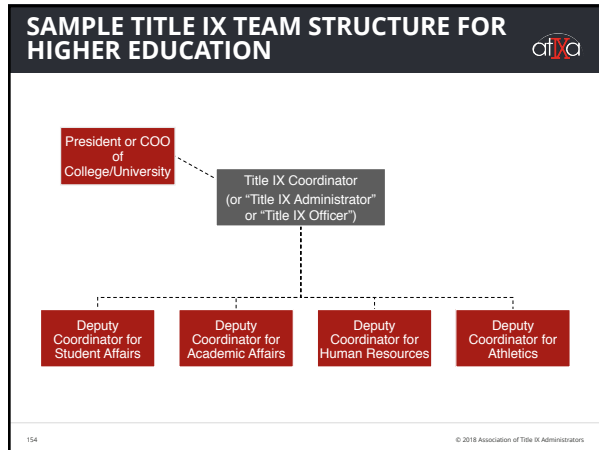 SAMPLE TITLE IX TEAM STRUCTURE FOR
HIGHER EDUCATION
atIXa
President or COO
of
College/University
Title IX Coordinator
(or “Title IX Administrator”
or “Title IX Officer”)
Deputy
Coordinator for
Student Affairs
Deputy
Coordinator for
Academic Affairs
Deputy
Coordinator for
Human Resources
Deputy
Coordinator for
Athletics
154
© 2018 Association of Title IX Administrators